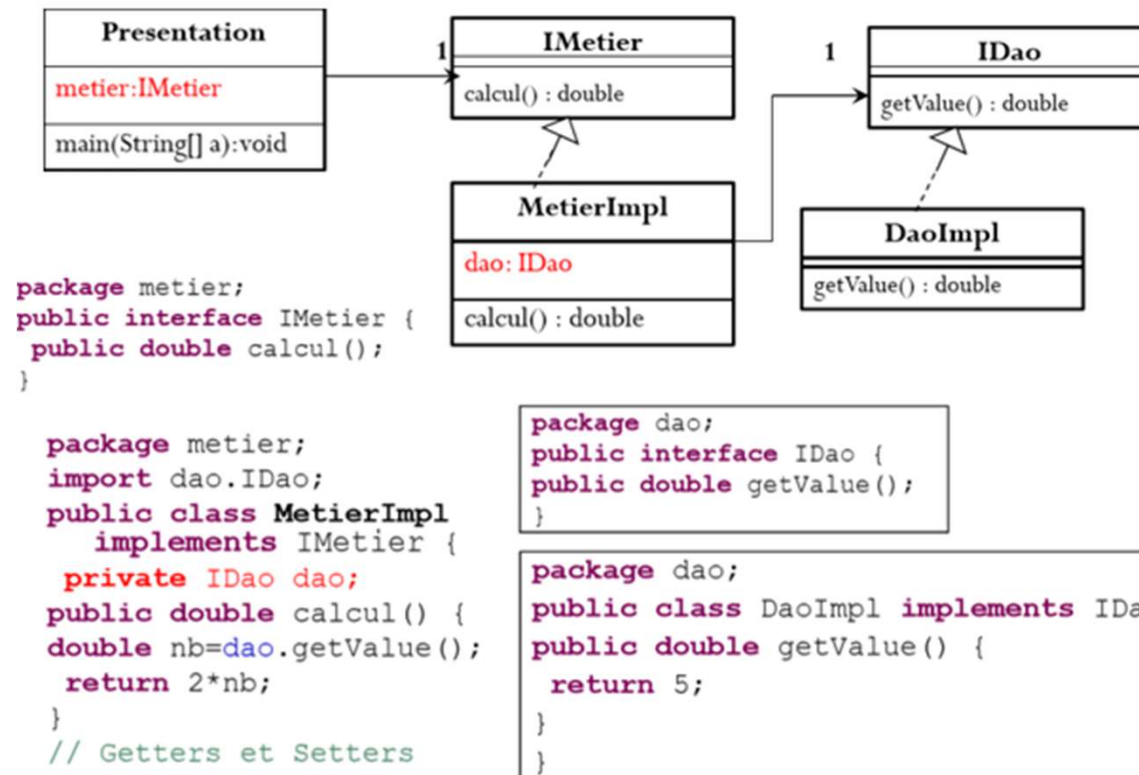 Presentation
metier:IMetier
main(String[] a):void
1
IMetier
calcul() : double
1
IDao
getValue() : double
MetierImpl
dao: IDao
calcul() : double
DaoImpl
getValue() : double
package metier;
public interface IMetier {
public double calcul();
}
package metier;
import dao.IDao;
public class MetierImpl
implements IMetier {
private IDao dao;
public double calcul() {
double nb=dao.getValue();
return 2*nb;
}
// Getters et Setters
package dao;
public interface IDao {
public double getValue();
}
package dao;
public class DaoImpl implements IDa
public double getValue() {
return 5;
}
}